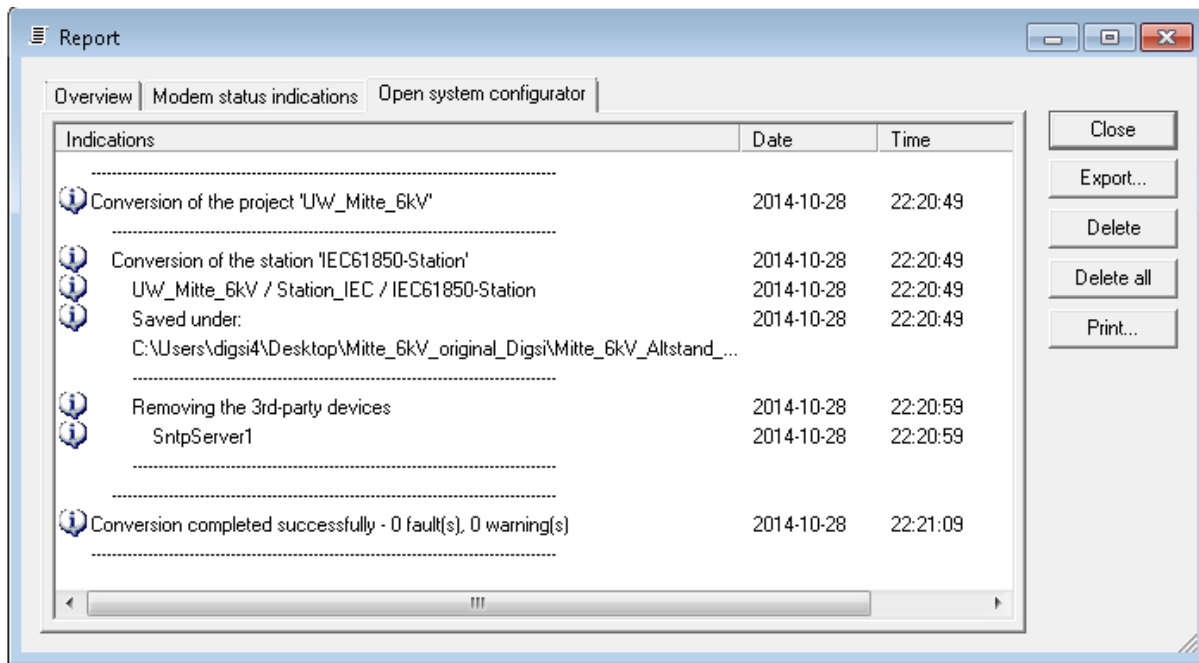 Report
Overview Modem status indications Open system configurator
Indications Date Time
Conversion of the project 'UW_Mitte_6kV' 2014-10-28 22:20:49
Conversion of the station 'IEC61850-Station' 2014-10-28 22:20:49
UW_Mitte_6kV / Station_IEC / IEC61850-Station 2014-10-28 22:20:49
Saved under: 2014-10-28 22:20:49
C:\Users\digsi4\Desktop\Mitte_6kV_original_Digsi\Mitte_6kV_Altstand_...
Removing the 3rd-party devices 2014-10-28 22:20:59
SntpServer1 2014-10-28 22:20:59
Conversion completed successfully - 0 fault(s), 0 warning(s) 2014-10-28 22:21:09
Close
Export...
Delete
Delete all
Print...